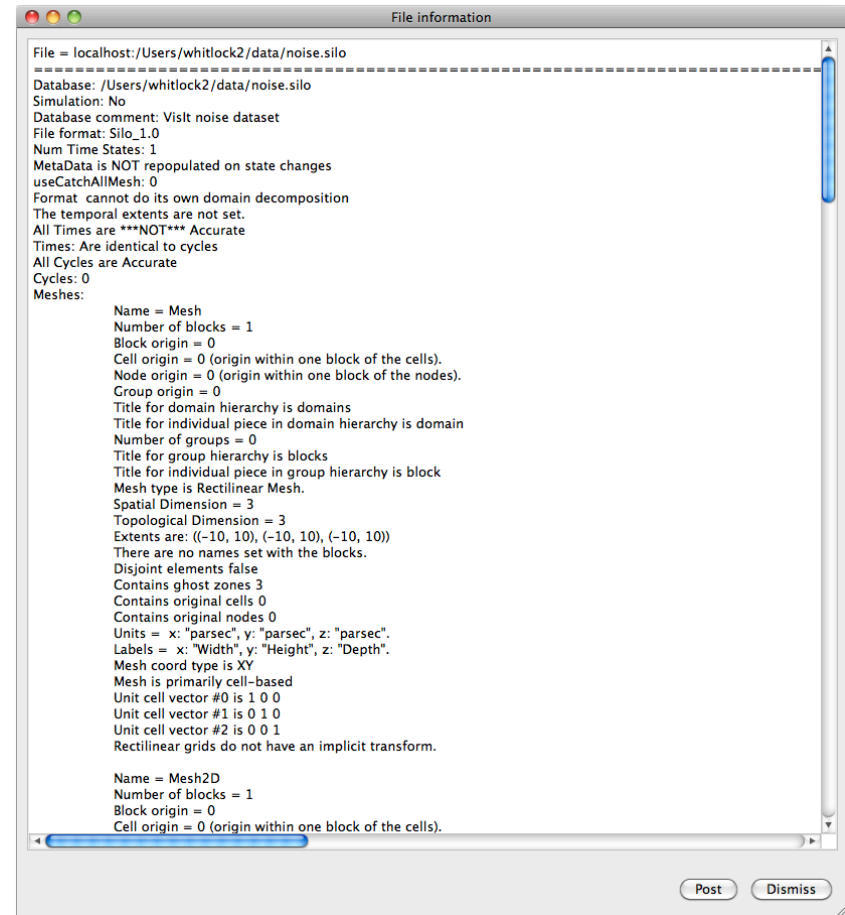 File information
File = localhost:/Users/whitlock2/data/noise.silo
==============================================================================
Database: /Users/whitlock2/data/noise.silo
Simulation: No
Database comment: VisIt noise dataset
File format: Silo_1.0
Num Time States: 1
MetaData is NOT repopulated on state changes
useCatchAllMesh: 0
Format  cannot do its own domain decomposition
The temporal extents are not set.
All Times are ***NOT*** Accurate
Times: Are identical to cycles
All Cycles are Accurate
Cycles: 0
Meshes:
Name = Mesh
Number of blocks = 1
Block origin = 0
Cell origin = 0 (origin within one block of the cells).
Node origin = 0 (origin within one block of the nodes).
Group origin = 0
Title for domain hierarchy is domains
Title for individual piece in domain hierarchy is domain
Number of groups = 0
Title for group hierarchy is blocks
Title for individual piece in group hierarchy is block
Mesh type is Rectilinear Mesh.
Spatial Dimension = 3
Topological Dimension = 3
Extents are: ((-10, 10), (-10, 10), (-10, 10))
There are no names set with the blocks.
Disjoint elements false
Contains ghost zones 3
Contains original cells 0
Contains original nodes 0
Units =  x: "parsec", y: "parsec", z: "parsec".
Labels =  x: "Width", y: "Height", z: "Depth".
Mesh coord type is XY
Mesh is primarily cell-based
Unit cell vector #0 is 1 0 0
Unit cell vector #1 is 0 1 0
Unit cell vector #2 is 0 0 1
Rectilinear grids do not have an implicit transform.
Name = Mesh2D
Number of blocks = 1
Block origin = 0
Cell origin = 0 (origin within one block of the cells).
Post
Dismiss